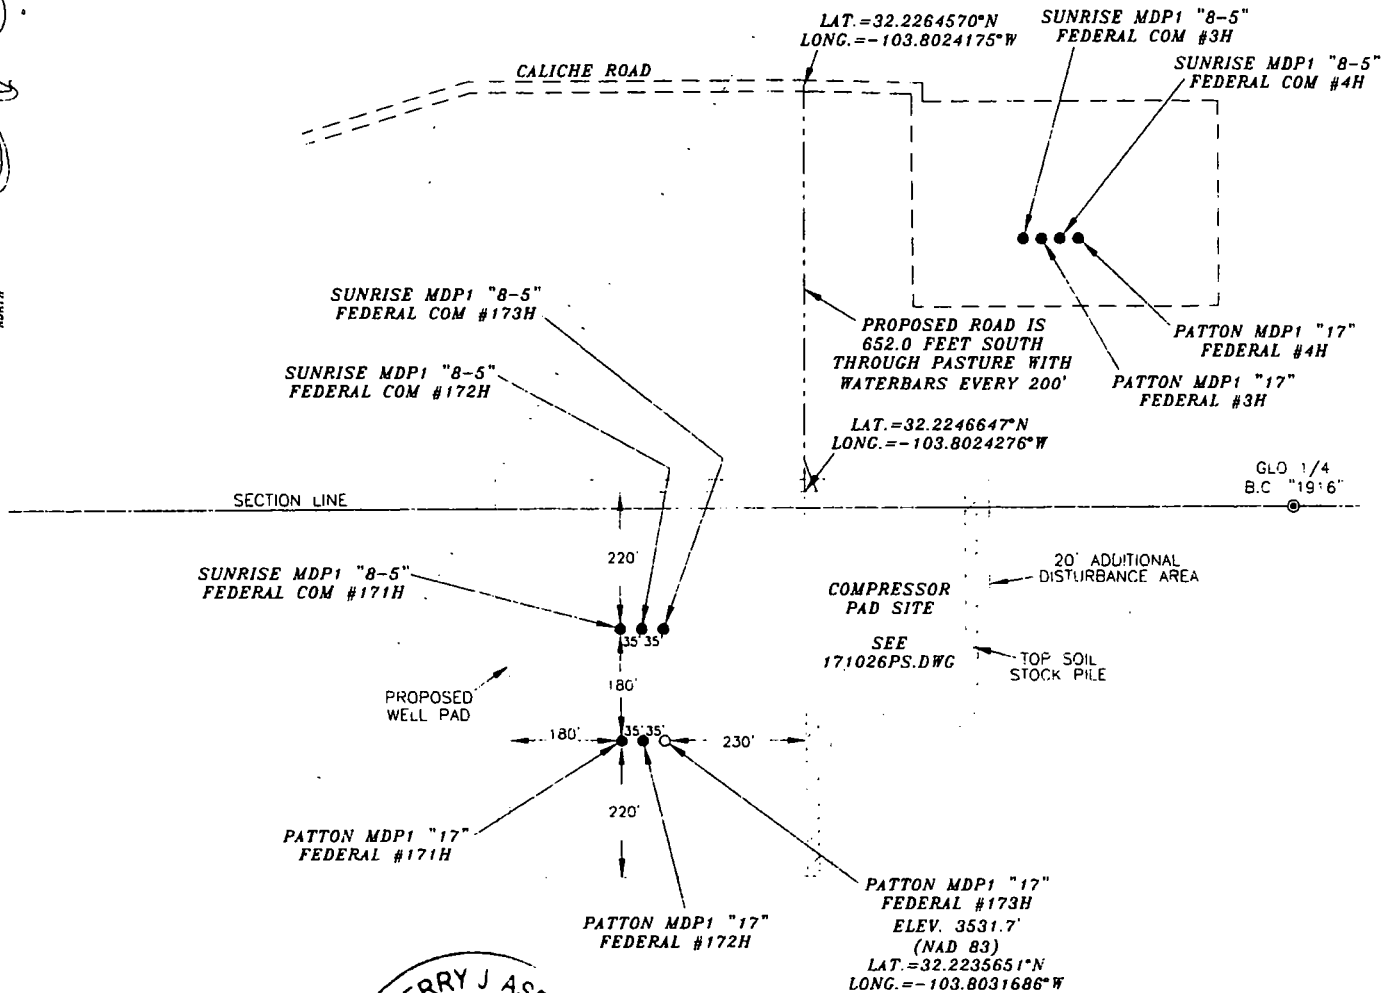 LAT.=32.2264570°N
LONG.=-103.8024175°W
SUNRISE MDP1 "8-5"
FEDERAL COM #3H
SUNRISE MDP1 "8-5"
FEDERAL COM #4H
CALICHE ROAD
NORTH
SUNRISE MDP1 "8-5"
FEDERAL COM #173H
SUNRISE MDP1 "8-5"
FEDERAL COM #172H
PROPOSED ROAD IS
652.0 FEET SOUTH
THROUGH PASTURE WITH
WATERBARS EVERY 200'
PATTON MDP1 "17"
FEDERAL #4H
PATTON MDP1 "17"
FEDERAL #3H
LAT.=32.2246647°N
LONG.=-103.8024276°W
GLO 1/4
B.C "1916"
SECTION LINE
220'
SUNRISE MDP1 "8-5"
FEDERAL COM #171H
35' 35'
20' ADDITIONAL
DISTURBANCE AREA
COMPRESSOR
PAD SITE
SEE
171026PS.DWG
TOP SOIL
STOCK PILE
180'
PROPOSED
WELL PAD
180'
35' 35'
230'
220'
PATTON MDP1 "17"
FEDERAL #171H
PATTON MDP1 "17"
FEDERAL #172H
PATTON MDP1 "17"
FEDERAL #173H
ELEV. 3531.7'
(NAD 83)
LAT.=32.2235651°N
LONG.=-103.8031686°W
J